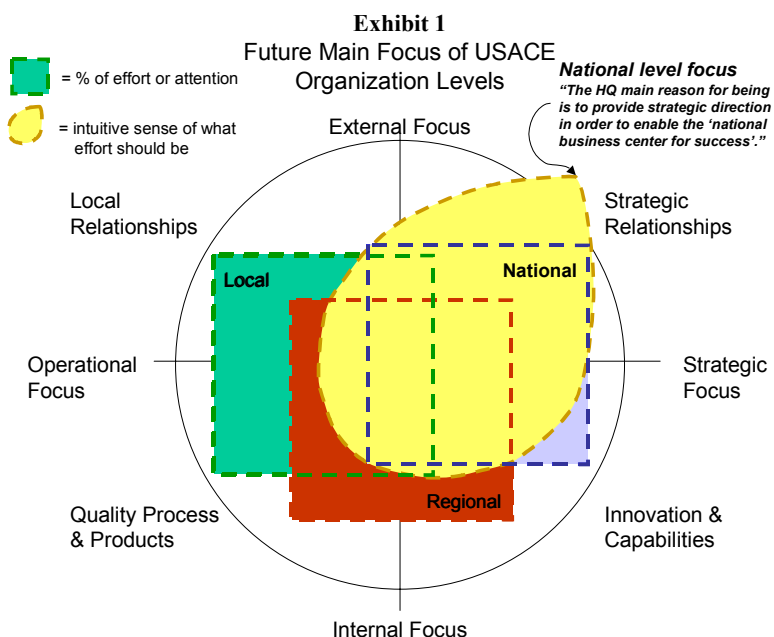 Exhibit 1
Future Main Focus of USACE
Organization Levels
= % of effort or attention
= intuitive sense of what
effort should be
National level focus
“The HQ main reason for being
is to provide strategic direction
in order to enable the ‘national
business center for success’.”
External Focus
Local
Relationships
Strategic
Relationships
Local
National
Operational
Focus
Strategic
Focus
Regional
Quality Process
& Products
Innovation &
Capabilities
Internal Focus